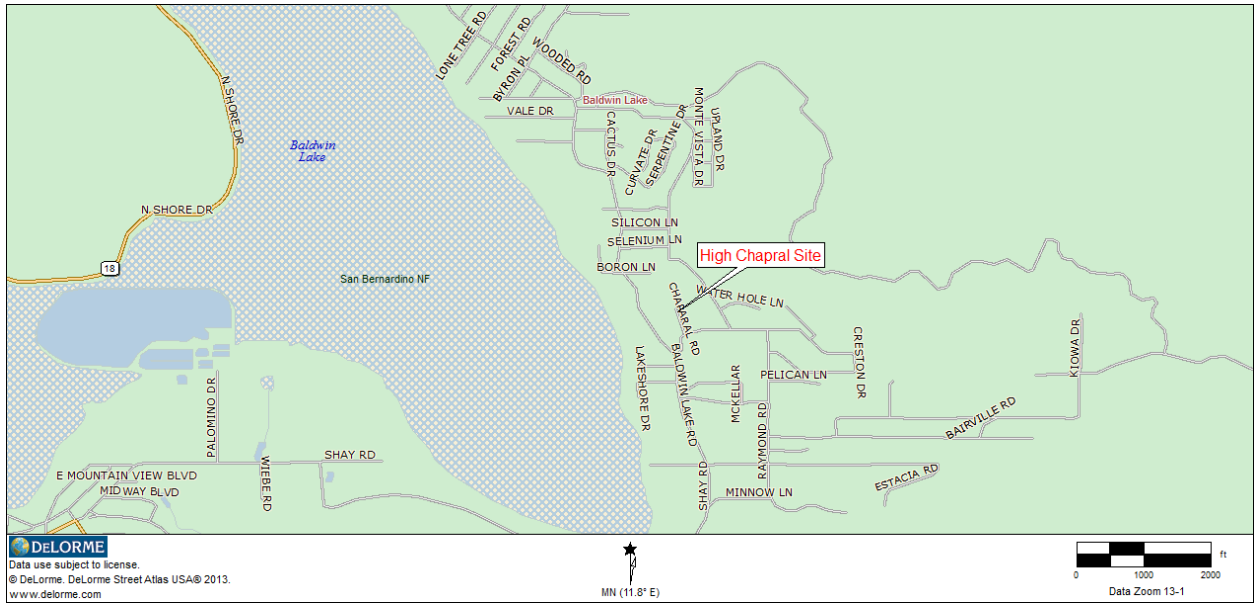 LONE TREE RD
FOREST RD
BYRON PL
WOODED RD
N SHORE DR
VALE DR
Baldwin Lake
CACTUS DR
CURVATE DR
SERPENTINE DR
MONTE VISTA DR
UPLAND DR
Baldwin
Lake
N SHORE DR
SILICON LN
SELENIUM LN
High Chapral Site
18
San Bernardino NF
BORON LN
CHAPARAL RD
WATER HOLE LN
LAKESHORE DR
BALDWIN LAKE RD
MCKELLAR
PELICAN LN
CRESTON DR
KIOWA DR
PALOMINO DR
RAYMOND RD
BAIRVILLE RD
SHAY RD
E MOUNTAIN VIEW BLVD
MIDWAY BLVD
WIEBE RD
SHAY RD
MINNOW LN
ESTACIA RD
DELORME
Data use subject to license.
© DeLorme. DeLorme Street Atlas USA® 2013.
www.delorme.com
MN (11.8° E)
ft
0 1000 2000
Data Zoom 13-1